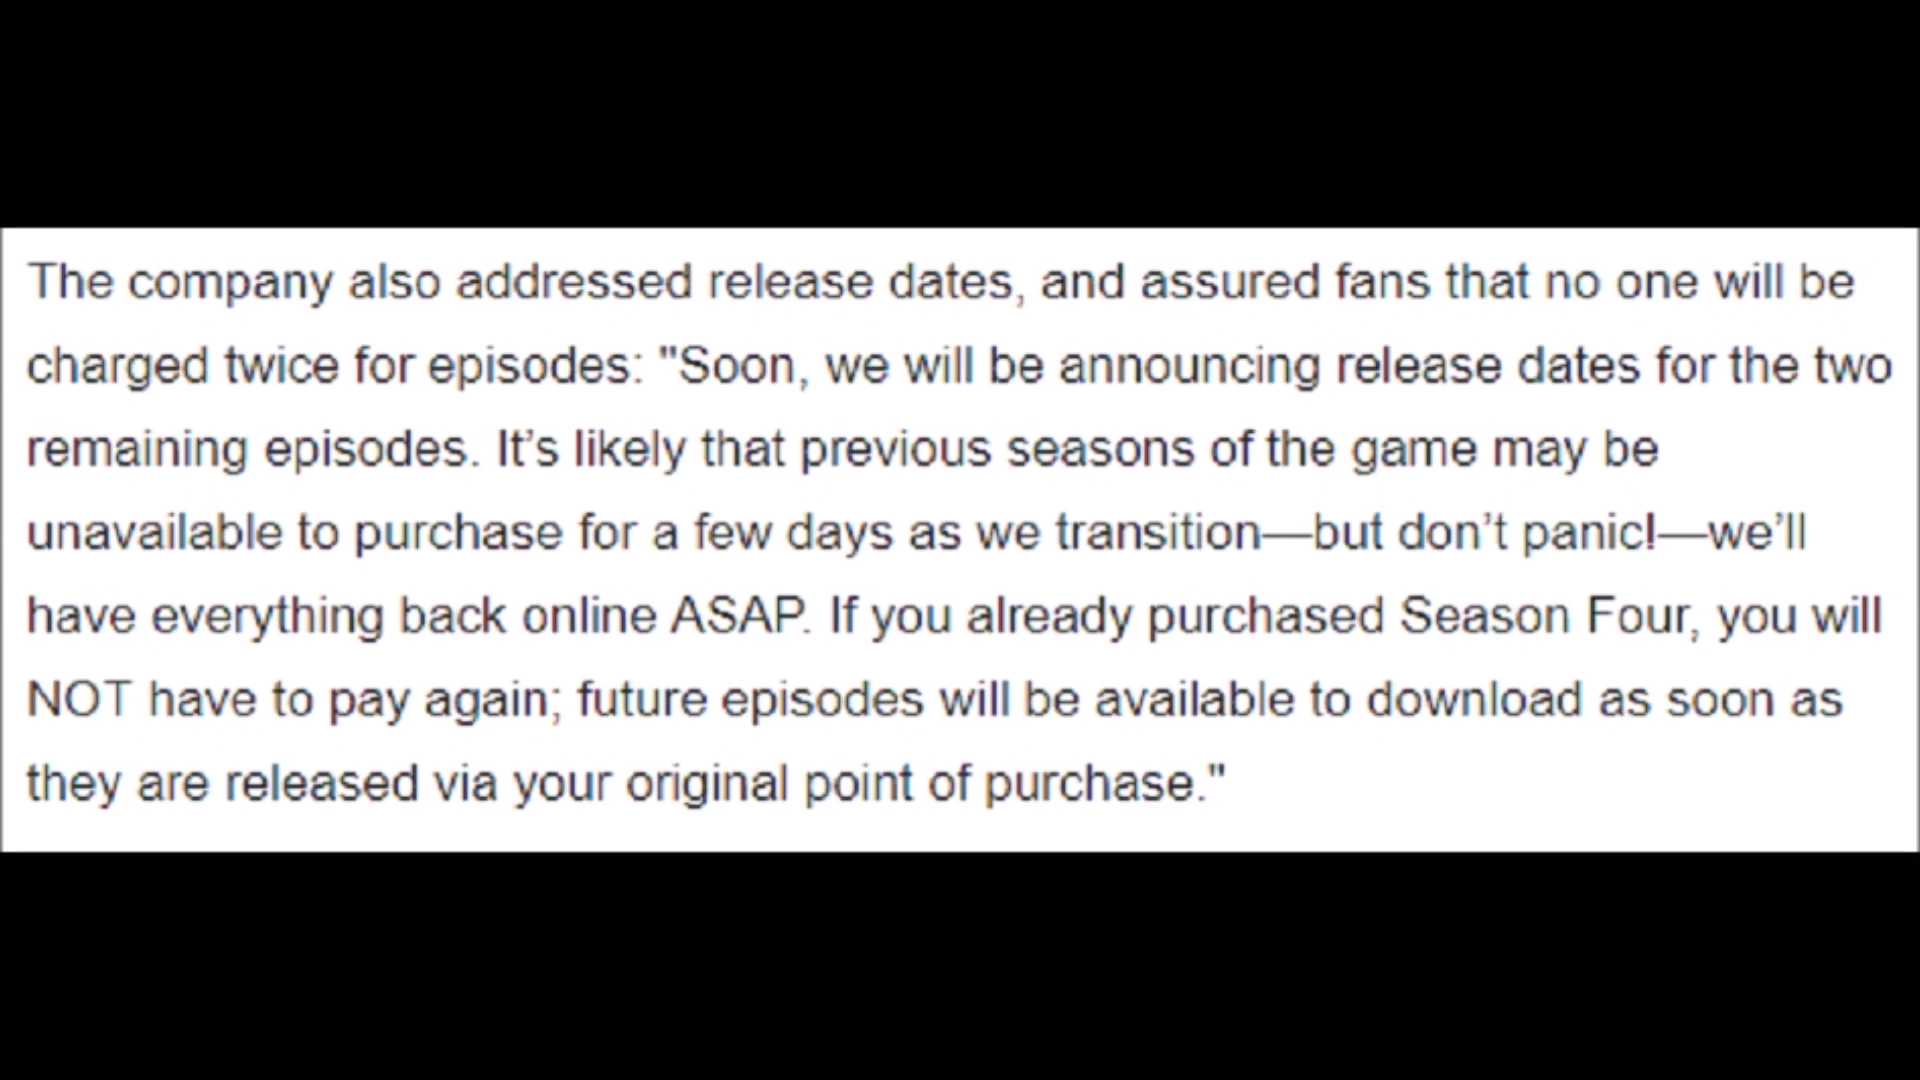 The company also addressed release dates, and assured fans that no one will be
charged twice for episodes: "Soon, we will be announcing release dates for the two
remaining episodes. It’s likely that previous seasons of the game may be
unavailable to purchase for a few days as we transition—but don’t panic!—we’ll
have everything back online ASAP. If you already purchased Season Four, you will
NOT have to pay again; future episodes will be available to download as soon as
they are released via your original point of purchase."